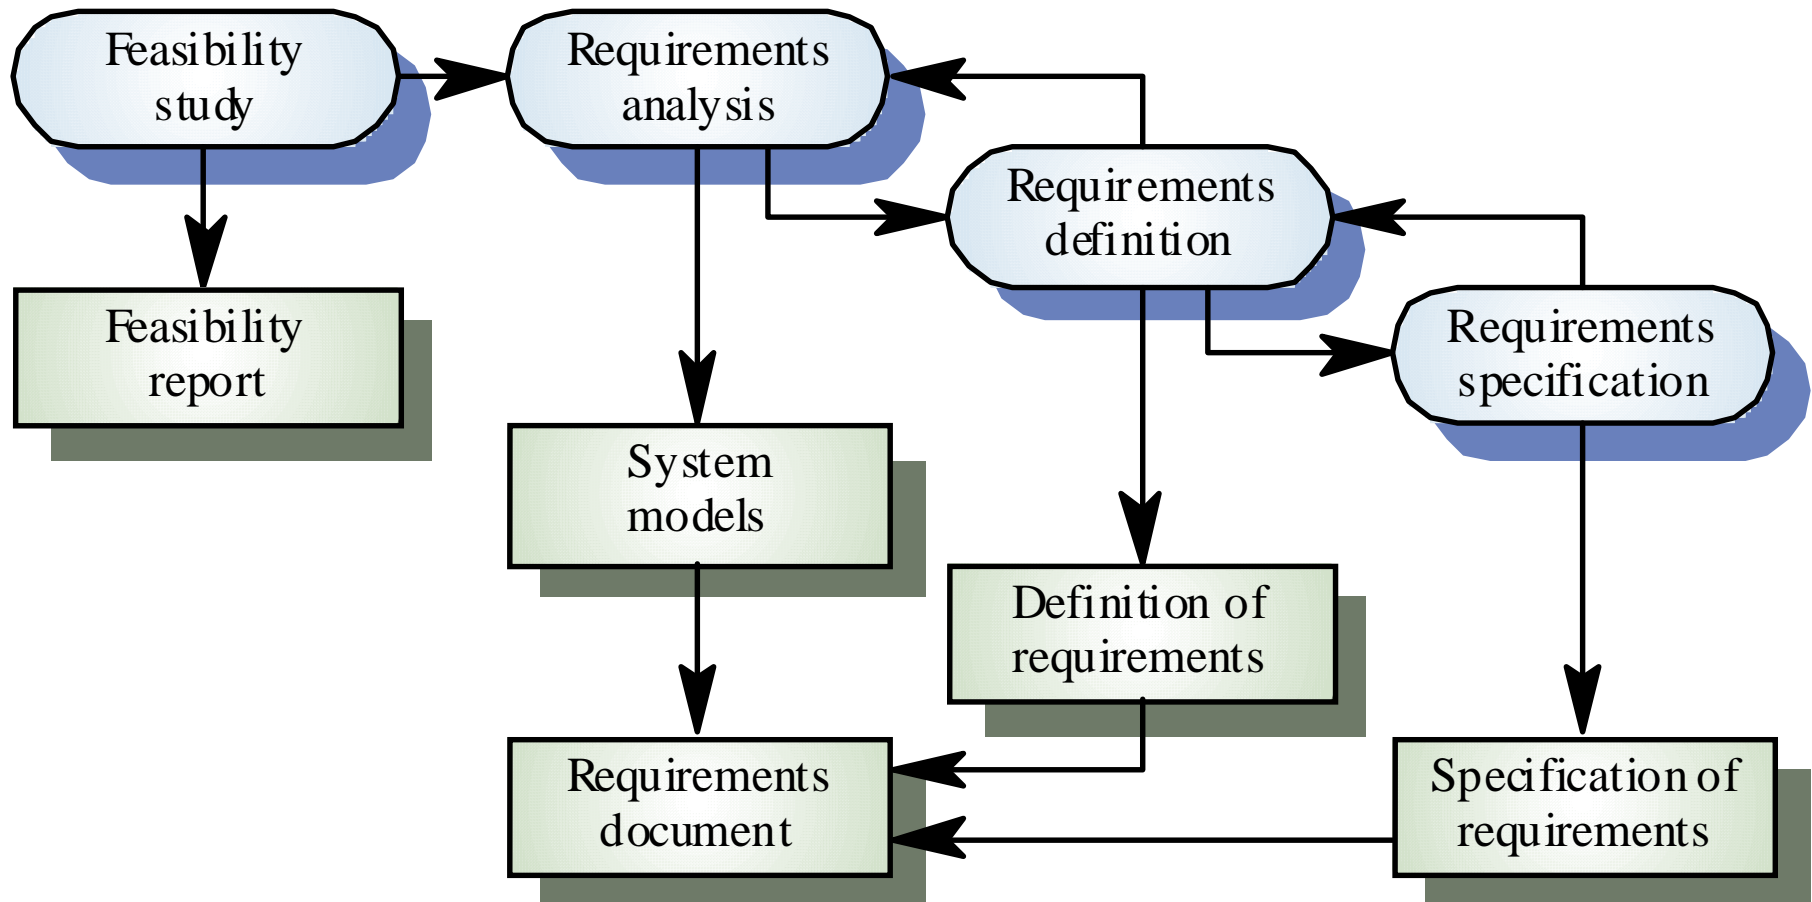 Feasibility
study
Requirements
analysis
Requirements
definition
Requirements
specification
Feasibility
report
System
models
Definition of
requirements
Requirements
document
Specification of
requirements